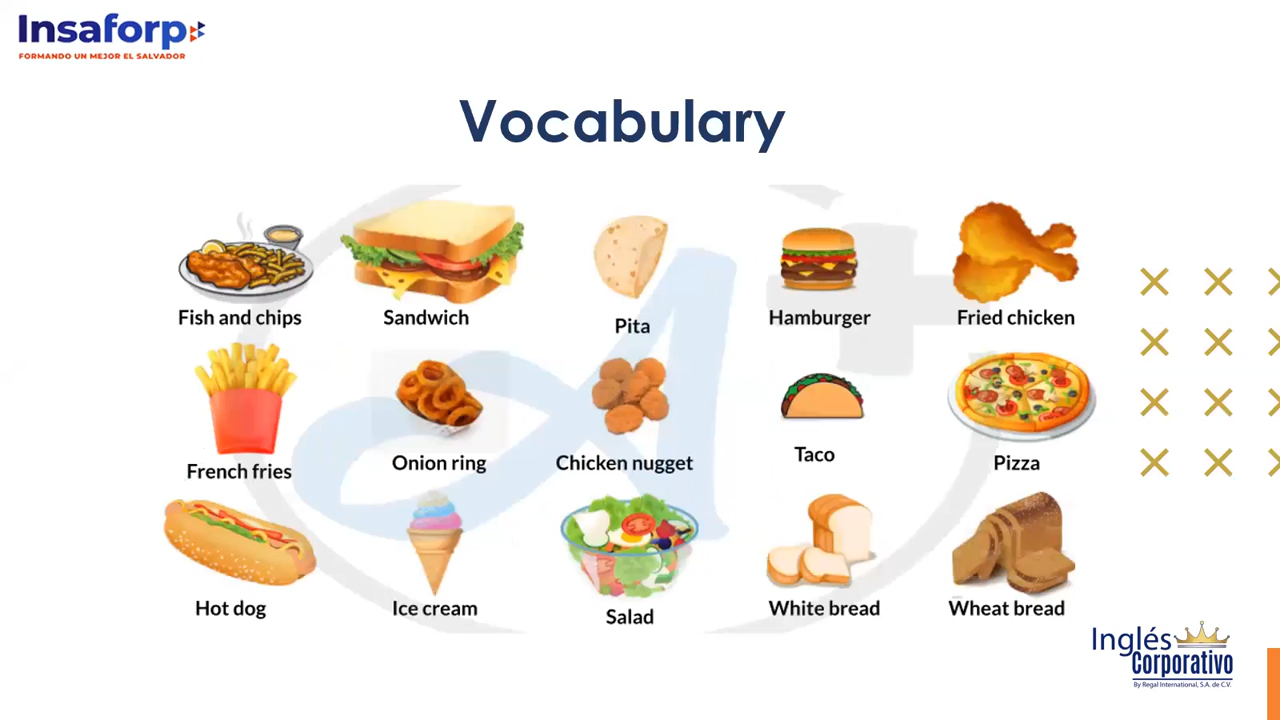 Insaforp
FORMANDO UN MEJOR EL SALVADOR
Vocabulary
Fish and chips
Sandwich
Pita
Hamburger
Fried chicken
French fries
Onion ring
Chicken nugget
Taco
Pizza
Hot dog
Ice cream
Salad
White bread
Wheat bread
Inglés
Corporativo
By Regal International, S.A. de C.V.